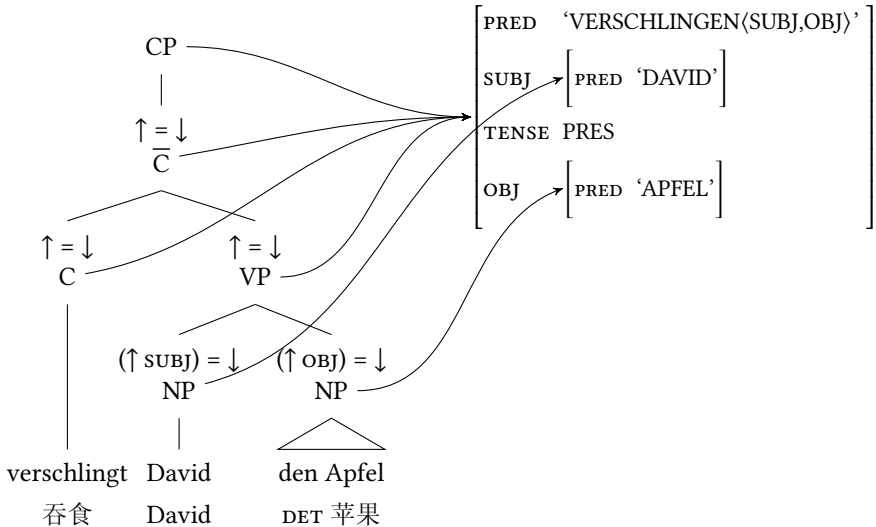 CP
↑ = ↓
C̅
↑ = ↓ ↑ = ↓
C VP
(↑ SUBJ) = ↓ (↑ OBJ) = ↓
NP NP
verschlingt David den Apfel
吞食 David DET 苹果
PRED ‘VERSCHLINGEN⟨SUBJ,OBJ⟩’
SUBJ [PRED ‘DAVID’]
TENSE PRES
OBJ [PRED ‘APFEL’]